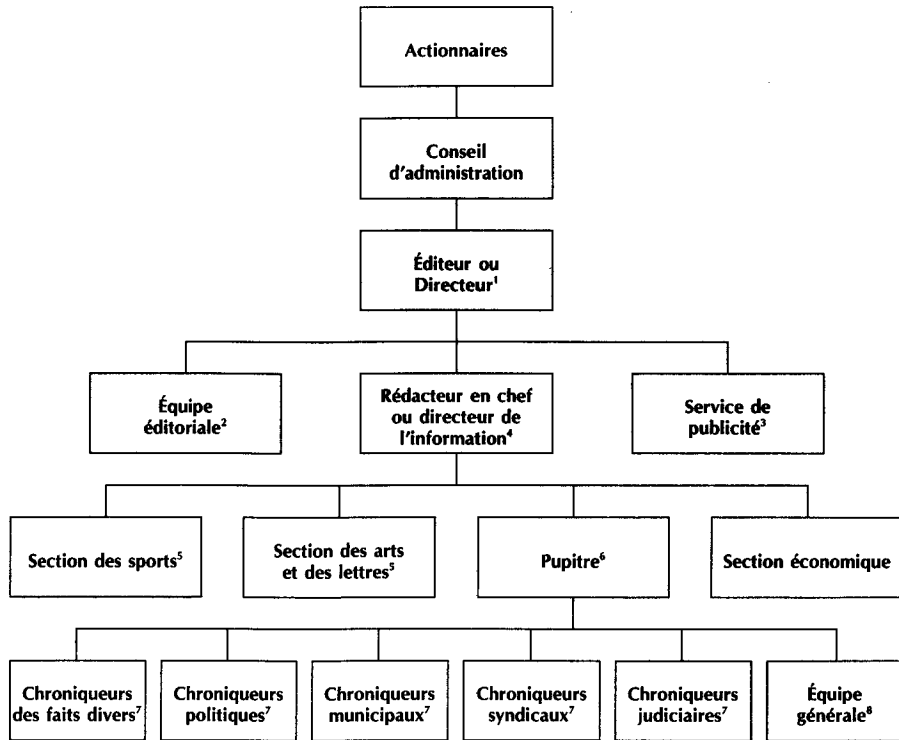 Actionnaires
Conseil
d'administration
Éditeur ou
Directeur¹
Équipe
éditoriale²
Rédacteur en chef
ou directeur de
l'information⁴
Service de
publicité³
Section des sports⁵
Section des arts
et des lettres⁵
Pupitre⁶
Section économique
Chroniqueurs
des faits divers⁷
Chroniqueurs
politiques⁷
Chroniqueurs
municipaux⁷
Chroniqueurs
syndicaux⁷
Chroniqueurs
judiciaires⁷
Équipe
générale⁸